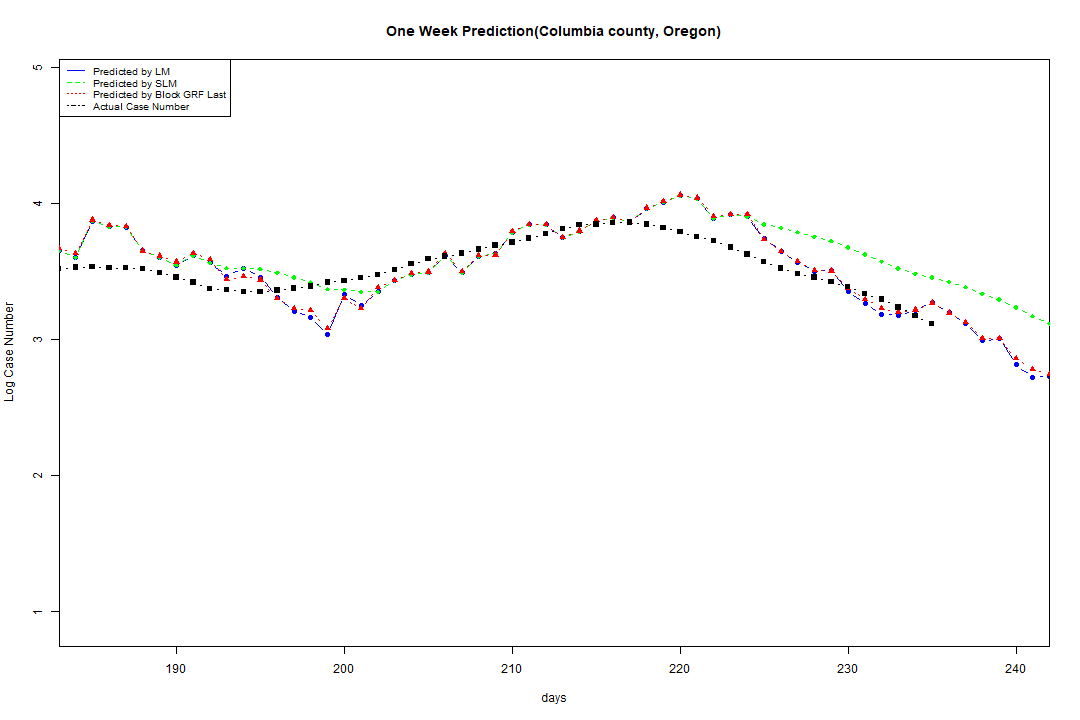 One Week Prediction(Columbia county, Oregon)
Predicted by LM
Predicted by SLM
Predicted by Block GRF Last
Actual Case Number
5
4
3
2
1
Log Case Number
190 200 210 220 230 240
days